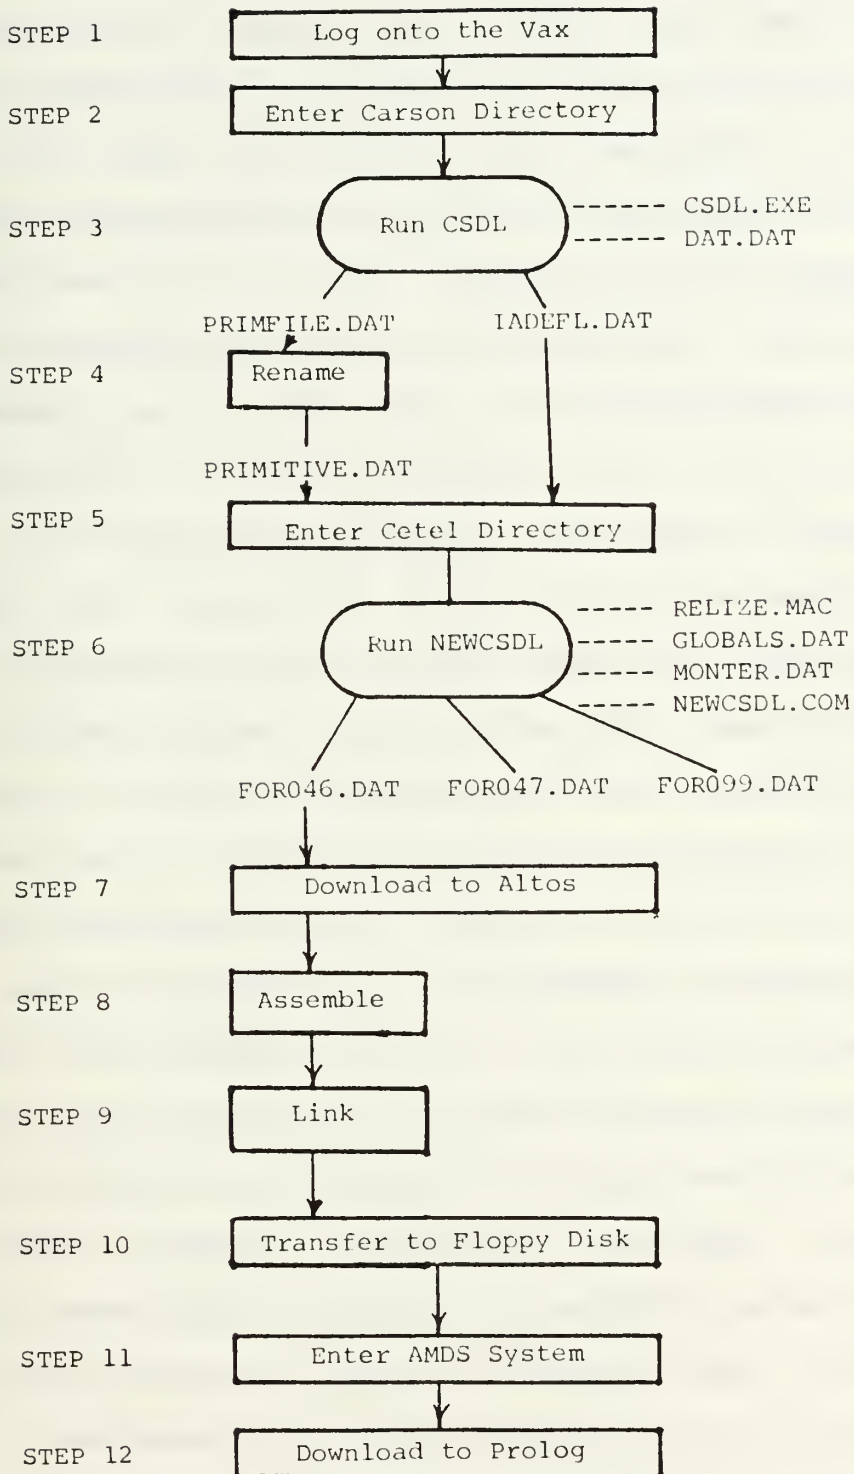 STEP 1 Log onto the Vax
STEP 2 Enter Carson Directory
STEP 3 Run CSDL ----- CSDL.EXE
----- DAT.DAT
PRIMFILE.DAT IADEFL.DAT
STEP 4 Rename
PRIMITIVE.DAT
STEP 5 Enter Cetel Directory
STEP 6 Run NEWCSDL ----- RELIZE.MAC
----- GLOBALS.DAT
----- MONTER.DAT
----- NEWCSDL.COM
FOR046.DAT FOR047.DAT FOR099.DAT
STEP 7 Download to Altos
STEP 8 Assemble
STEP 9 Link
STEP 10 Transfer to Floppy Disk
STEP 11 Enter AMDS System
STEP 12 Download to Prolog